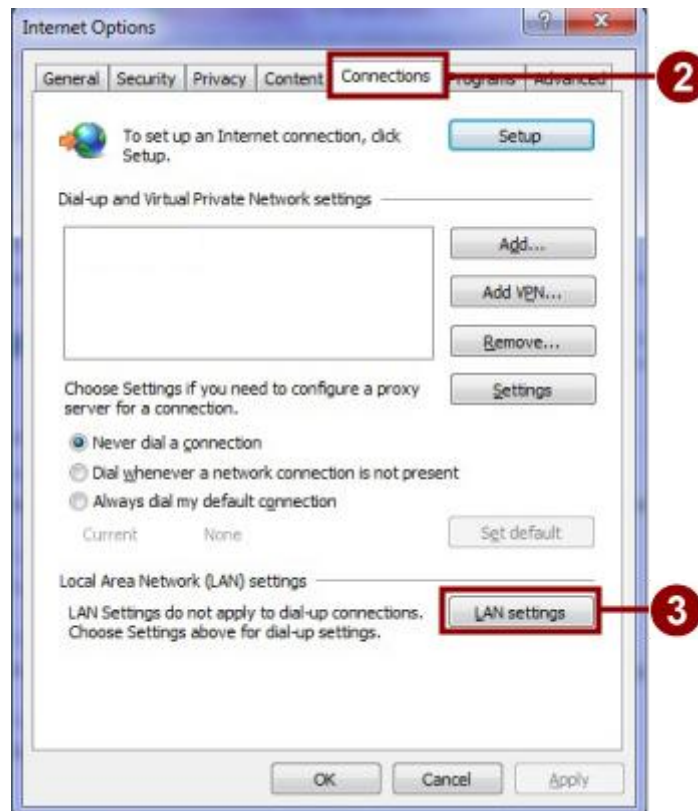 Internet Options
?
General Security Privacy Content Connections Programs Advanced
2
To set up an Internet connection, click
Setup.
Setup
Dial-up and Virtual Private Network settings
Add...
Add VPN...
Remove...
Choose Settings if you need to configure a proxy
server for a connection.
Settings
Never dial a connection
Dial whenever a network connection is not present
Always dial my default connection
Current None
Set default
Local Area Network (LAN) settings
LAN Settings do not apply to dial-up connections.
Choose Settings above for dial-up settings.
LAN settings
3
OK Cancel Apply